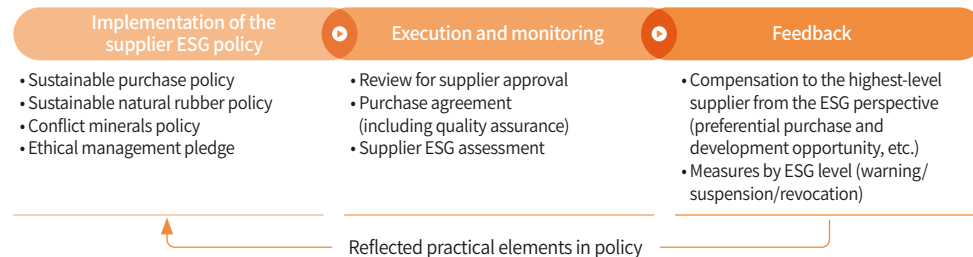 Implementation of the
supplier ESG policy
Execution and monitoring
Feedback
• Sustainable purchase policy
• Sustainable natural rubber policy
• Conflict minerals policy
• Ethical management pledge
• Review for supplier approval
• Purchase agreement
(including quality assurance)
• Supplier ESG assessment
• Compensation to the highest-level
supplier from the ESG perspective
(preferential purchase and
development opportunity, etc.)
• Measures by ESG level (warning/
suspension/revocation)
Reflected practical elements in policy